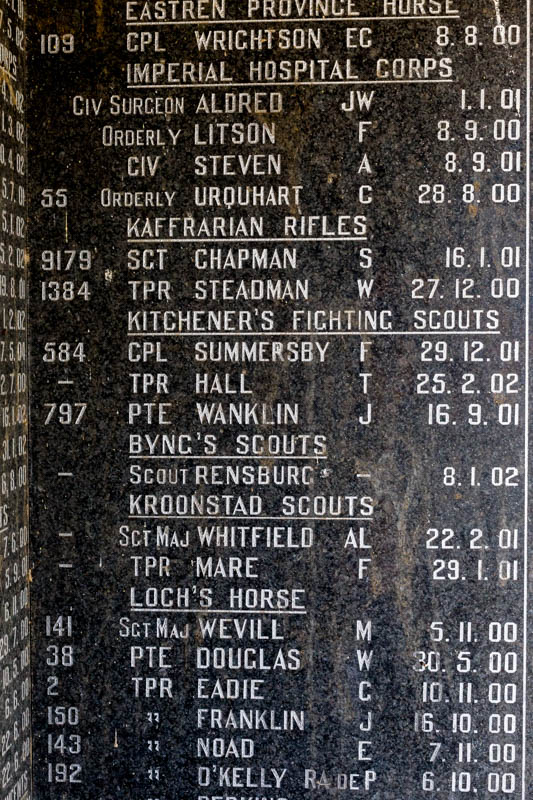 EASTREN PROVINCE HORSE
109 CPL WRIGHTSON EC 8. 8. 00
IMPERIAL HOSPITAL CORPS
CIV SURGEON ALDRED JW 1. 1. 01
ORDERLY LITSON F 8. 9. 00
CIV STEVEN A 8. 9. 01
55 ORDERLY URQUHART C 28. 8. 00
KAFFRARIAN RIFLES
9179 SGT CHAPMAN S 16. 1. 01
1384 TPR STEADMAN W 27. 12. 00
KITCHENER'S FIGHTING SCOUTS
584 CPL SUMMERSBY F 29. 12. 01
– TPR HALL T 25. 2. 02
797 PTE WANKLIN J 16. 9. 01
BYNG'S SCOUTS
– SCOUT RENSBURG – 8. 1. 02
KROONSTAD SCOUTS
– SGT MAJ WHITFIELD AL 22. 2. 01
– TPR MARE F 29. 1. 01
LOCH'S HORSE
141 SGT MAJ WEVILL M 5. 11. 00
38 PTE DOUGLAS W 30. 5. 00
2 TPR EADIE C 10. 11. 00
150 " FRANKLIN J 16. 10. 00
143 " NOAD E 7. 11. 00
192 " O'KELLY RA DE P 6. 10. 00